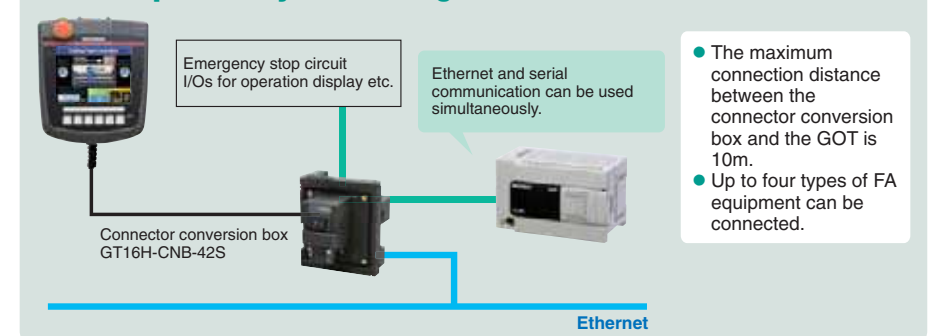 Emergency stop circuit
I/Os for operation display etc.
Ethernet and serial
communication can be used
simultaneously.
● The maximum
connection distance
between the
connector conversion
box and the GOT is
10m.
● Up to four types of FA
equipment can be
connected.
Connector conversion box
GT16H-CNB-42S
Ethernet